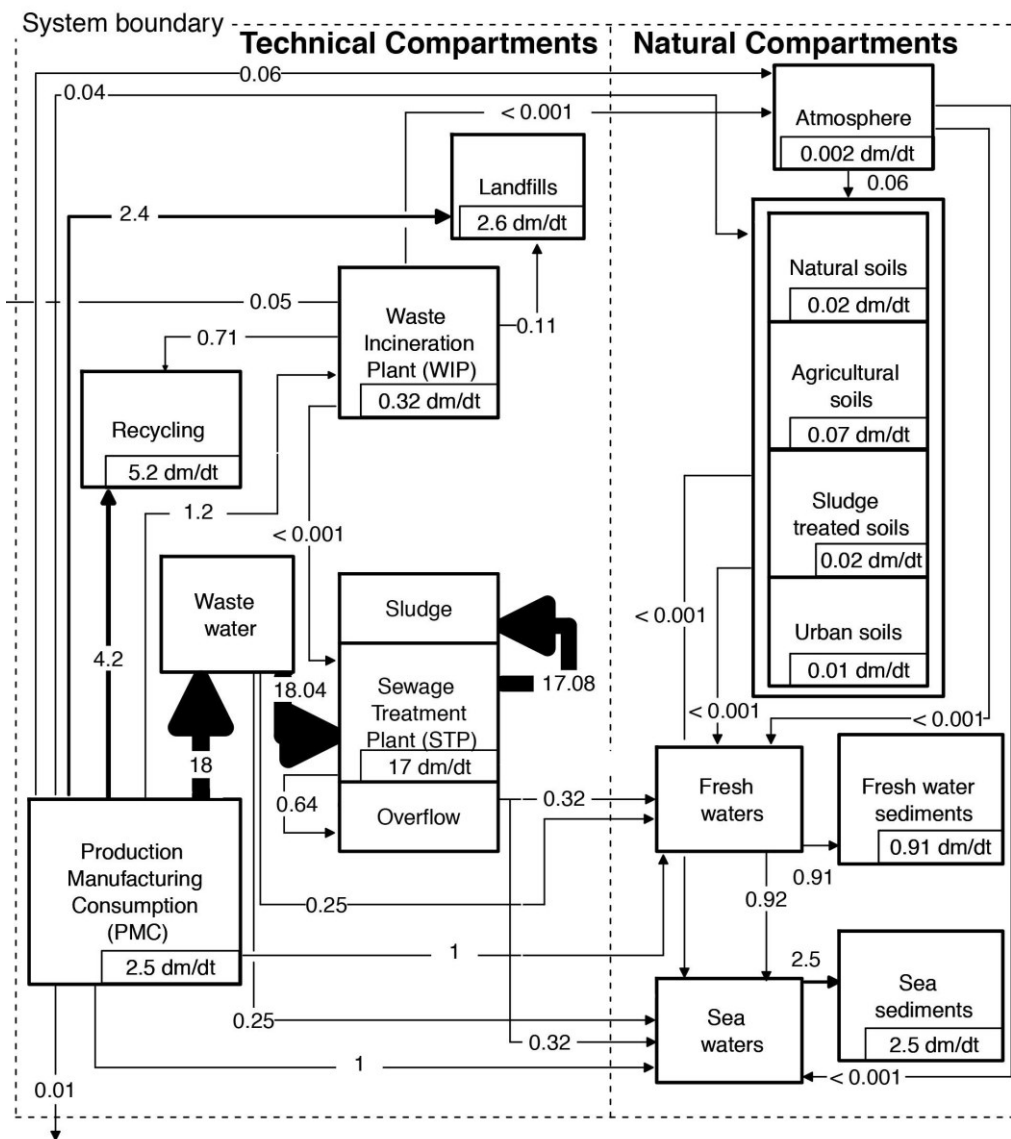 System boundary
Technical Compartments
Natural Compartments
0.06
0.04
< 0.001
Atmosphere
0.002 dm/dt
0.06
Landfills
2.6 dm/dt
2.4
Natural soils
0.02 dm/dt
0.05
Waste
Incineration
Plant (WIP)
0.32 dm/dt
0.11
0.71
Agricultural
soils
0.07 dm/dt
Recycling
5.2 dm/dt
1.2
< 0.001
Sludge
treated soils
0.02 dm/dt
Waste
water
Sludge
< 0.001
Urban soils
0.01 dm/dt
4.2
18.04
17.08
Sewage
Treatment
Plant (STP)
17 dm/dt
< 0.001
< 0.001
18
0.64
Overflow
0.32
Fresh
waters
Fresh water
sediments
0.91 dm/dt
Production
Manufacturing
Consumption
(PMC)
2.5 dm/dt
0.25
0.91
0.92
1
2.5
Sea
sediments
2.5 dm/dt
0.25
Sea
waters
0.32
1
< 0.001
0.01